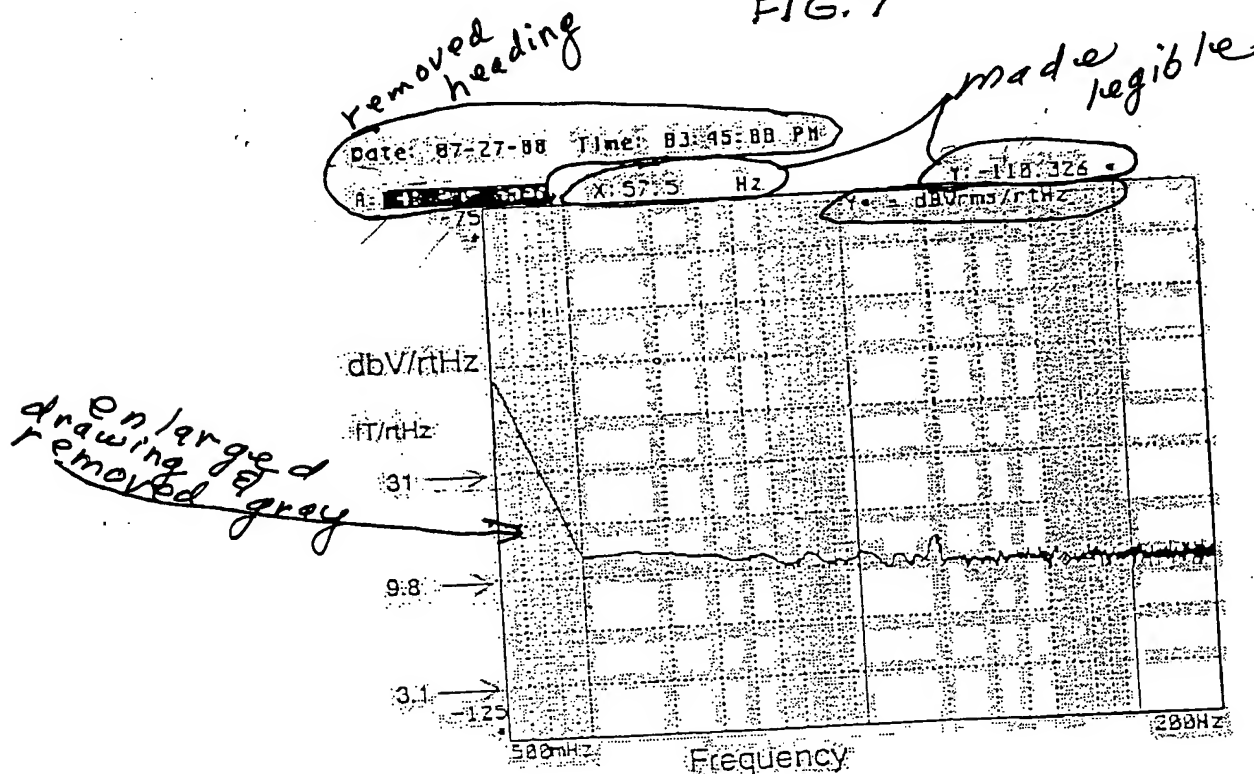 FIG. 7
removed
heading
made
legible
Date: 07-27-00 Time: 03:45:00 PM
A:
X: 57.5 Hz
Y: -110.326 *
Y* = dBVrms/rtHz
-75
dbV/rtHz
fT/rtHz
enlarged
drawing &
removed gray
31
9.8
3.1
-125
500mHz
200Hz
Frequency